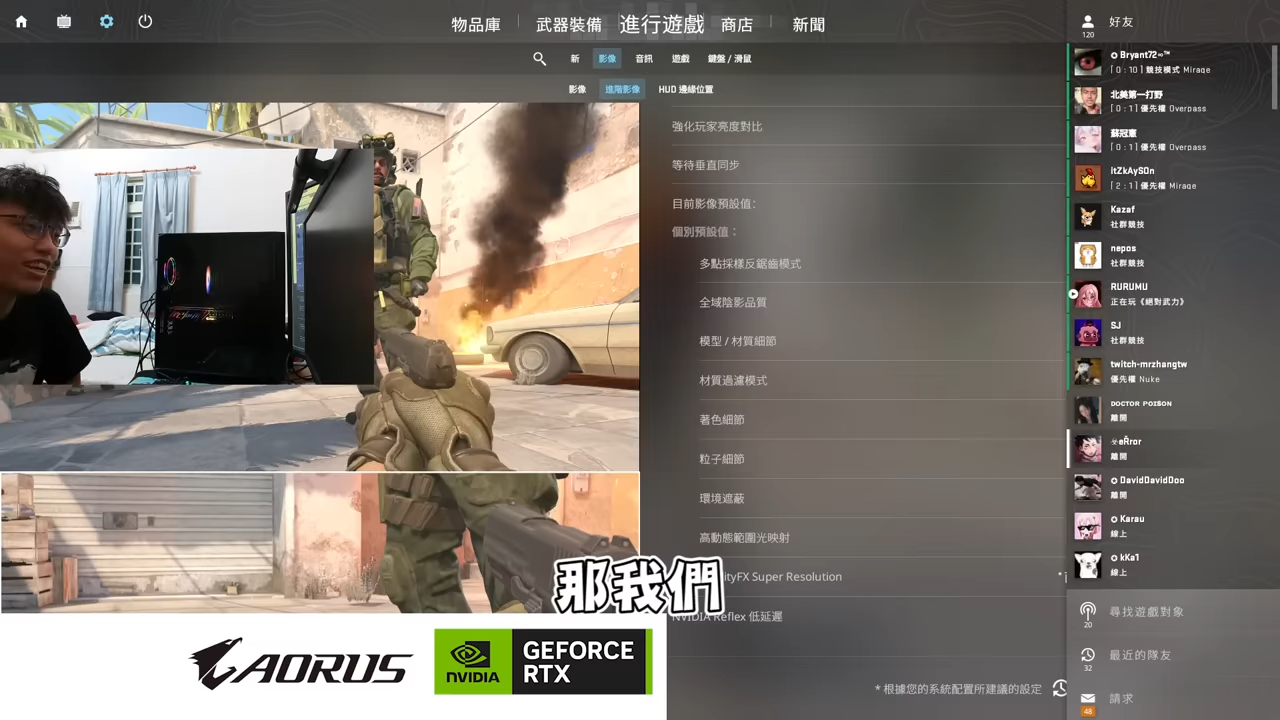 物品庫
武器裝備
進行遊戲
商店
新聞
好友
120
新
影像
音訊
遊戲
鍵盤 / 滑鼠
影像
進階影像
HUD 邊緣位置
強化玩家亮度對比
等待垂直同步
目前影像預設值:
個別預設值:
多點採樣反鋸齒模式
全域陰影品質
模型 / 材質細節
材質過濾模式
著色細節
粒子細節
環境遮蔽
高動態範圍光映射
ityFX Super Resolution
NVIDIA Reflex 低延遲
* 根據您的系統配置所建議的設定
那我們
AORUS
NVIDIA
GEFORCE
RTX
Bryant72∞™
[ 0 : 10 ] 競技模式 Mirage
北美第一打野
[ 0 : 1 ] 優先權 Overpass
蘇冠憲
[ 0 : 1 ] 優先權 Overpass
itZkAyS0n
[ 2 : 1 ] 優先權 Mirage
Kazaf
社群競技
nepos
社群競技
RURUMU
正在玩《絕對武力》
SJ
社群競技
twitch-mrzhangtw
優先權 Nuke
DOCTOR POISON
離開
☣eȒror
離開
DavidDavidDoo
離開
Karau
線上
kKa1
線上
尋找遊戲對象
20
最近的隊友
32
請求
48